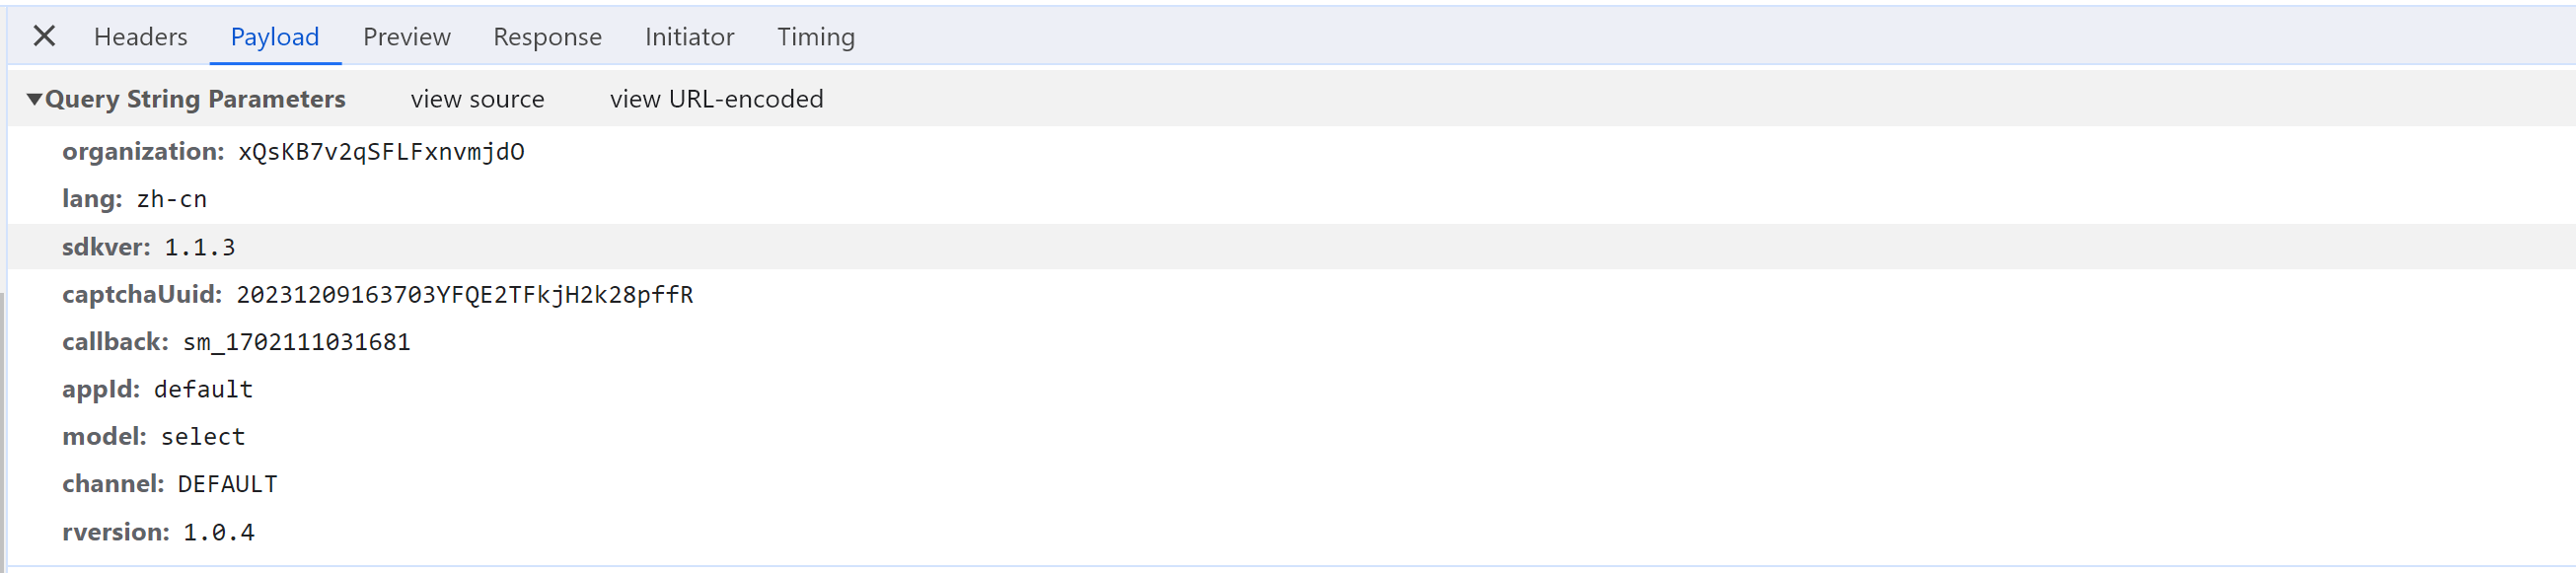 Headers Payload Preview Response Initiator Timing
Query String Parameters view source view URL-encoded
organization: xQsKB7v2qSFLFxnvmjdO
lang: zh-cn
sdkver: 1.1.3
captchaUuid: 20231209163703YFQE2TFkjH2k28pffR
callback: sm_1702111031681
appId: default
model: select
channel: DEFAULT
rversion: 1.0.4